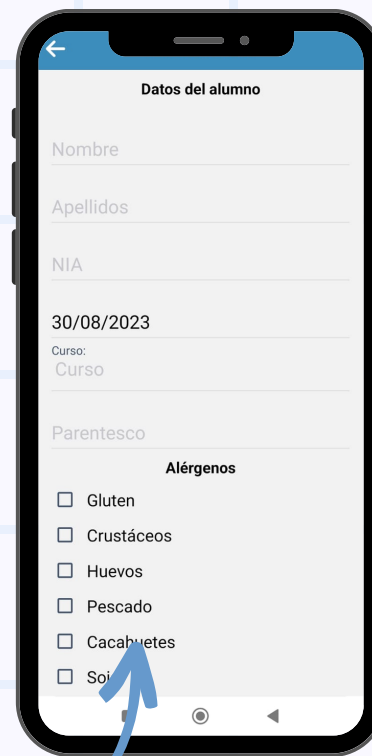 Datos del alumno
Nombre
Apellidos
NIA
30/08/2023
Curso:
Curso
Parentesco
Alérgenos
Gluten
Crustáceos
Huevos
Pescado
Cacahuetes